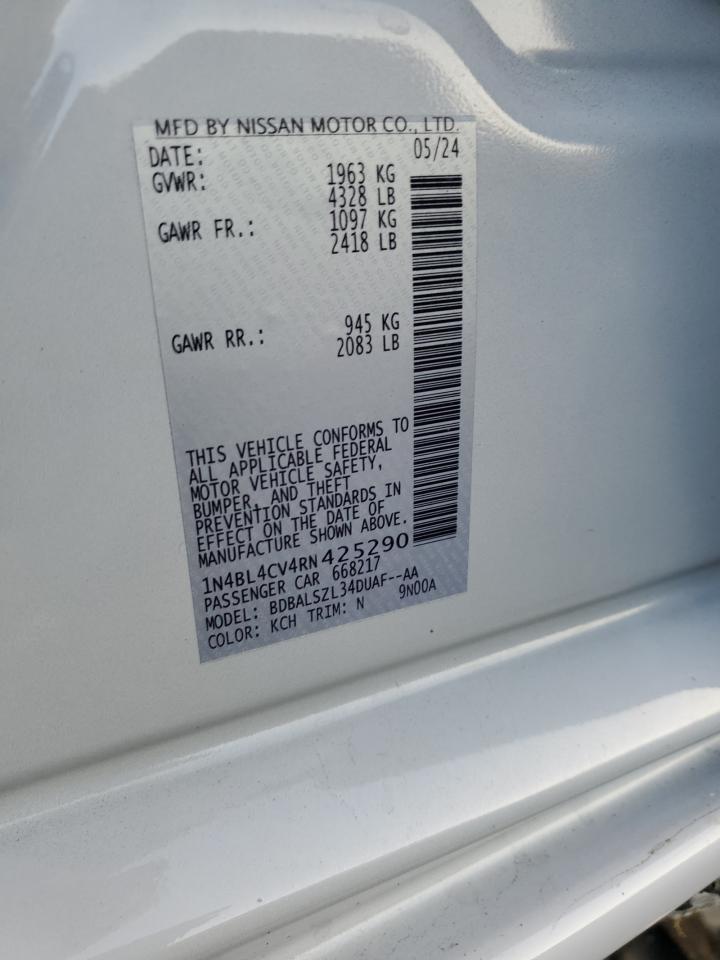 MFD BY NISSAN MOTOR CO., LTD.
DATE: 05/24
GVWR: 1963 KG
4328 LB
GAWR FR.: 1097 KG
2418 LB
GAWR RR.: 945 KG
2083 LB
THIS VEHICLE CONFORMS TO
ALL APPLICABLE FEDERAL
MOTOR VEHICLE SAFETY,
BUMPER, AND THEFT
PREVENTION STANDARDS IN
EFFECT ON THE DATE OF
MANUFACTURE SHOWN ABOVE.
1N4BL4CV4RN425290
PASSENGER CAR 668217
MODEL: BDBALSZL34DUAF--AA
COLOR: KCH TRIM: N 9N00A